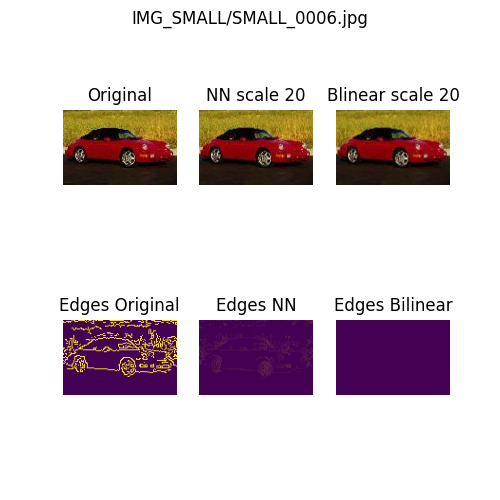 IMG_SMALL/SMALL_0006.jpg
Original
NN scale 20
Blinear scale 20
Edges Original
Edges NN
Edges Bilinear